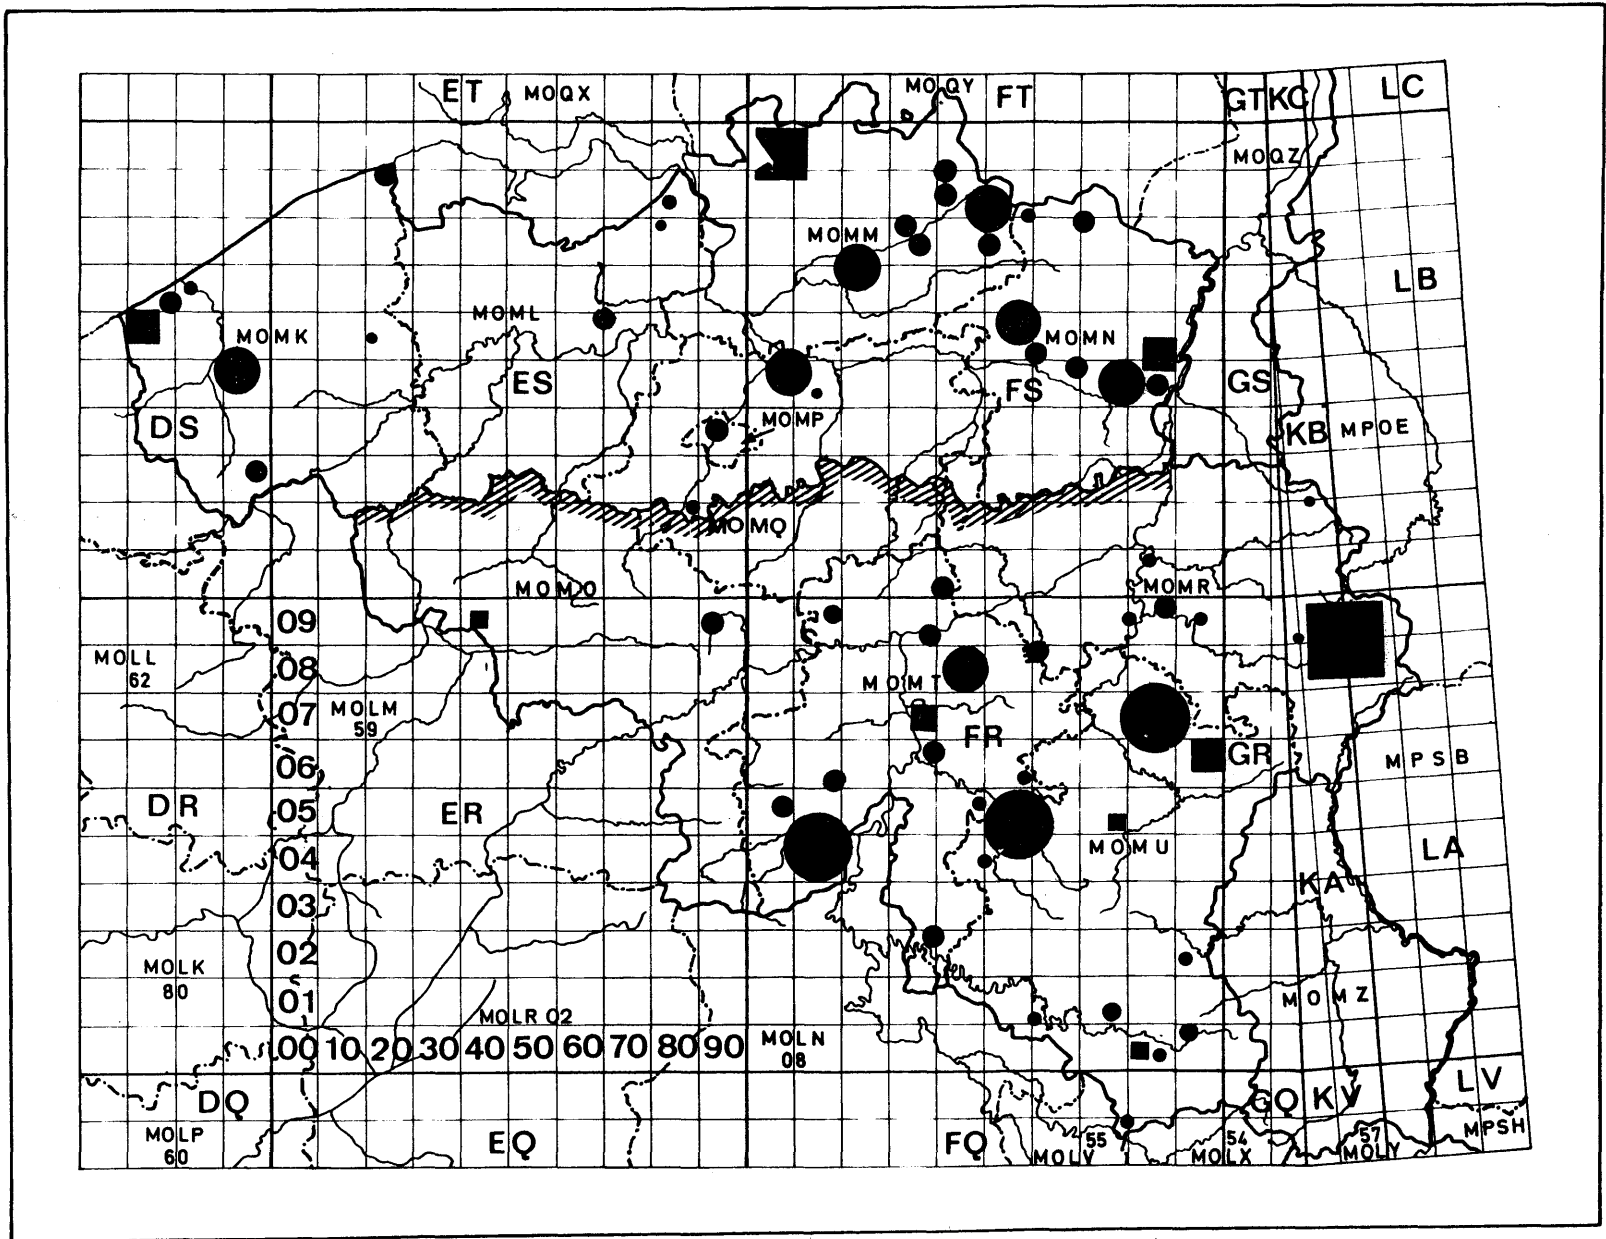 ET MOQX MOQY FT GT KC LC
MOQZ
MOMM
LB
MOMK MOML MOMN
ES FS GS
DS MOMP KB MPOE
MOMQ
MOMO MOMR
09
MOLL
62
08
MOMT
07
MOLM
59
FR GR
06
MPSB
DR 05 ER
MOMU LA
04
KA
03
02
MOLK
80
01
MOMZ
MOLR 02
00 10 20 30 40 50 60 70 80 90
MOLN
08
DQ GQ KV LV
MOLP
60
EQ FQ
MOLV
55
MOLX
54
MOLY
57
MPSH